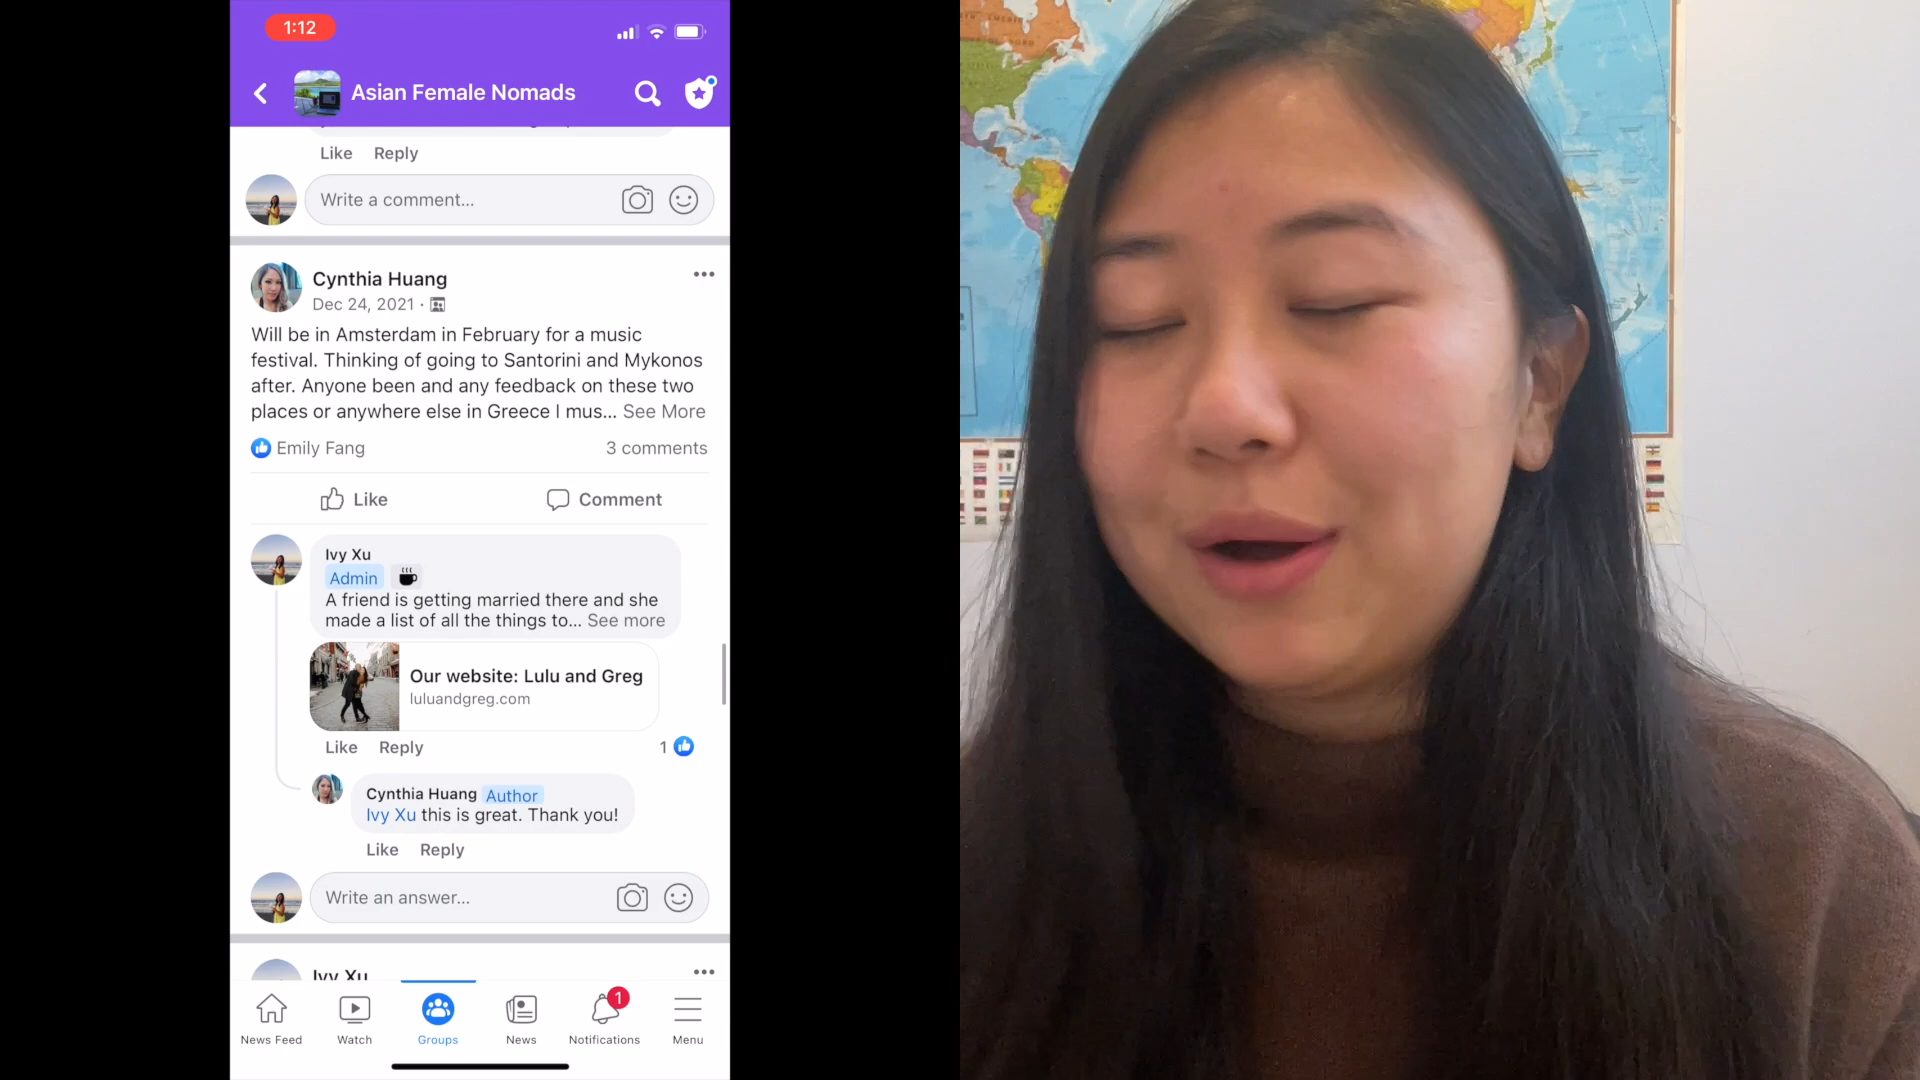 1:12
Asian Female Nomads
Like Reply
Write a comment...
Cynthia Huang
Dec 24, 2021 ·
Will be in Amsterdam in February for a music
festival. Thinking of going to Santorini and Mykonos
after. Anyone been and any feedback on these two
places or anywhere else in Greece I mus... See More
Emily Fang 3 comments
Like Comment
Ivy Xu
Admin
A friend is getting married there and she
made a list of all the things to... See more
Our website: Lulu and Greg
luluandgreg.com
Like Reply 1
Cynthia Huang Author
Ivy Xu this is great. Thank you!
Like Reply
Write an answer...
Ivy Xu
1
News Feed Watch Groups News Notifications Menu